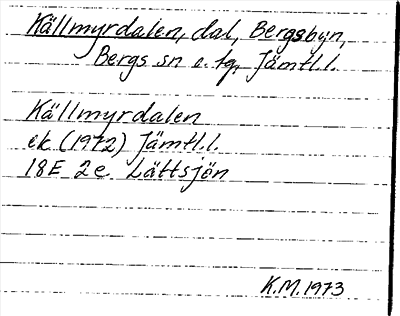 Källmyrdalen, dal, Bergsbyn,
Bergs sn o. tg, Jämtl.l.
Källmyrdalen
ek (1972) Jämtl.l.
18E 2e Lättsjön
K.M. 1973